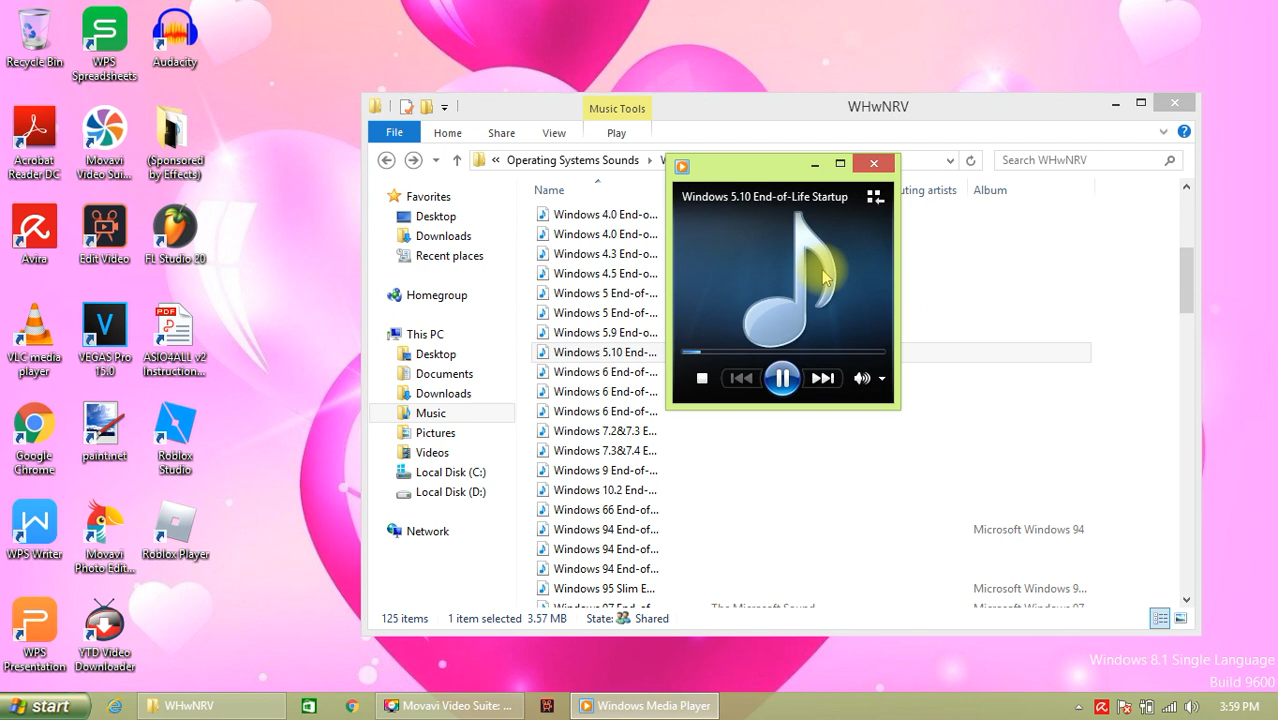 Recycle Bin
WPS Spreadsheets
Audacity
Acrobat Reader DC
Movavi Video Sui...
(Sponsored by Effects)
Avira
Edit Video
FL Studio 20
VLC media player
VEGAS Pro 15.0
PDF
ASIO4ALL v2 Instruction...
Google Chrome
paint.net
Roblox Studio
WPS Writer
Movavi Photo Edit...
Roblox Player
WPS Presentation
YTD Video Downloader
Music Tools
WHwNRV
File
Home
Share
View
Play
« Operating Systems Sounds
Search WHwNRV
Favorites
Desktop
Downloads
Recent places
Homegroup
This PC
Desktop
Documents
Downloads
Music
Pictures
Videos
Local Disk (C:)
Local Disk (D:)
Network
Name
artists
Album
Windows 4.0 End-o...
Windows 4.0 End-o...
Windows 4.3 End-o...
Windows 4.5 End-o...
Windows 5 End-of-...
Windows 5 End-of-...
Windows 5.9 End-o...
Windows 5.10 End-...
Windows 6 End-of-...
Windows 6 End-of-...
Windows 6 End-of-...
Windows 7.2&7.3 E...
Windows 7.3&7.4 E...
Windows 9 End-of-...
Windows 10.2 End-...
Windows 66 End-of...
Windows 94 End-of... Microsoft Windows 94
Windows 94 End-of...
Windows 94 End-of...
Windows 95 Slim E... Microsoft Windows 9...
Windows 97 End-of... The Microsoft Sound Microsoft Windows 97
Windows 5.10 End-of-Life Startup
125 items
1 item selected 3.57 MB
State: Shared
Windows 8.1 Single Language
Build 9600
start
WHwNRV
Movavi Video Suite: ...
Windows Media Player
3:59 PM